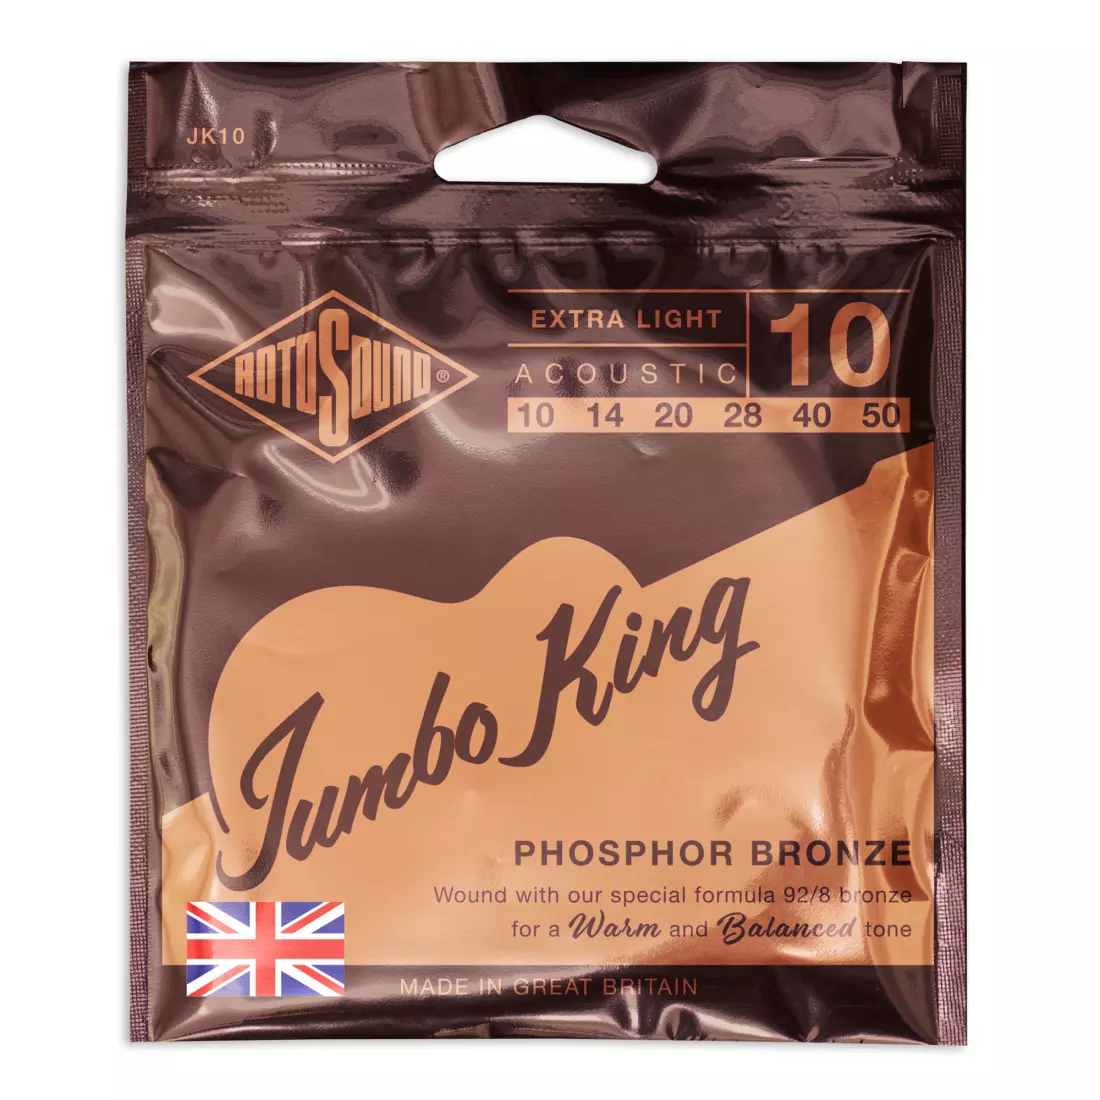 JK10
ROTOSOUND®
EXTRA LIGHT
ACOUSTIC
10
10 14 20 28 40 50
Jumbo King
PHOSPHOR BRONZE
Wound with our special formula 92/8 bronze
for a Warm and Balanced tone
MADE IN GREAT BRITAIN